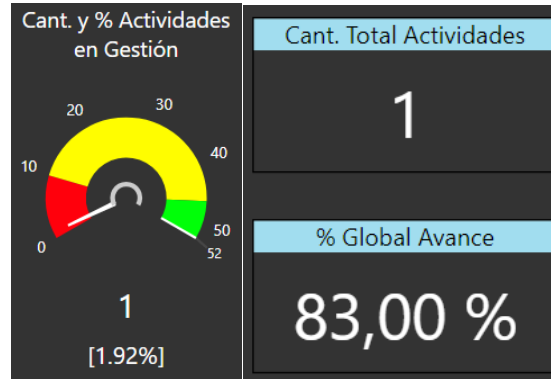 Cant. y % Actividades
en Gestión
0
10
20
30
40
50
52
1
[1.92%]
Cant. Total Actividades
1
% Global Avance
83,00 %